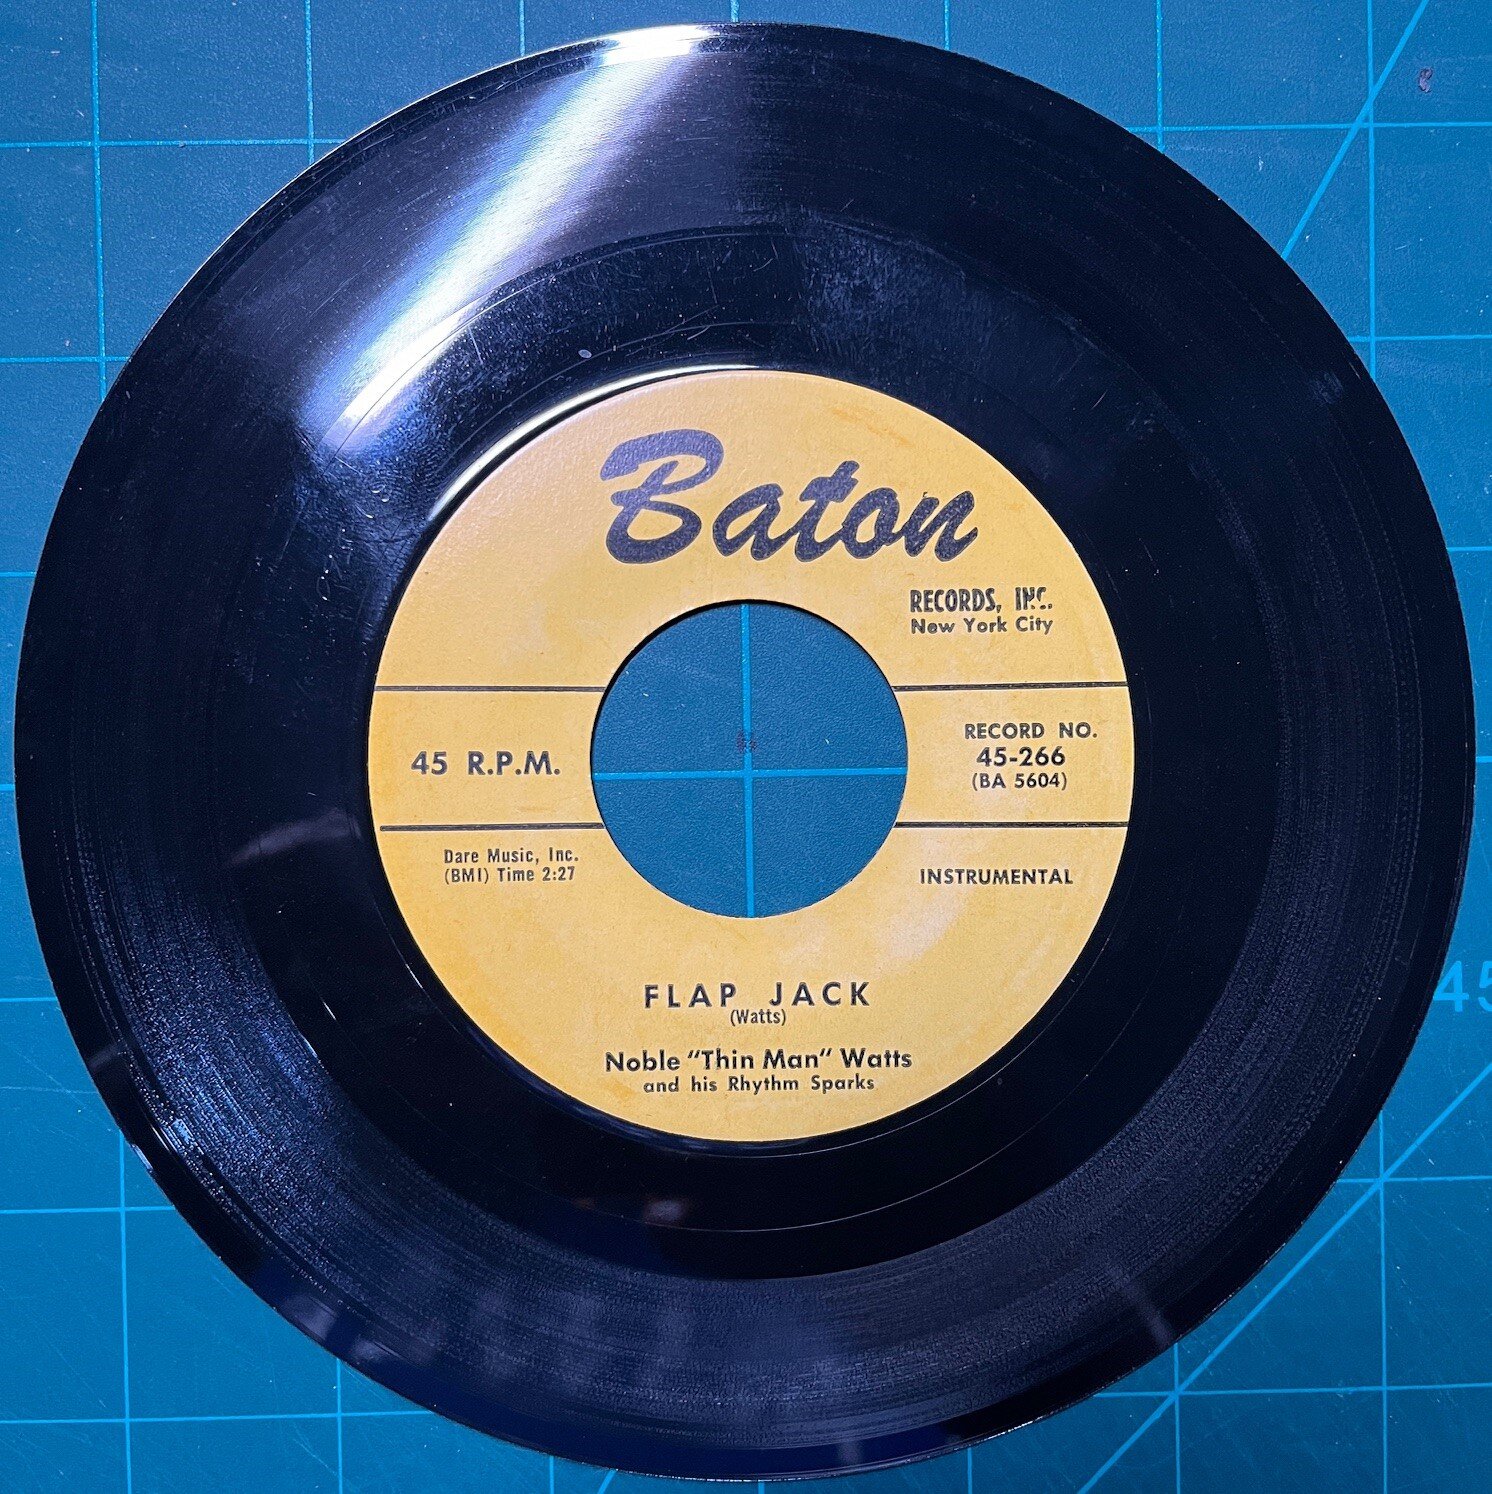 Baton
RECORDS, INC.
New York City
45 R.P.M.
RECORD NO.
45-266
(BA 5604)
Dare Music, Inc.
(BMI) Time 2:27
INSTRUMENTAL
FLAP JACK
(Watts)
Noble "Thin Man" Watts
and his Rhythm Sparks
45